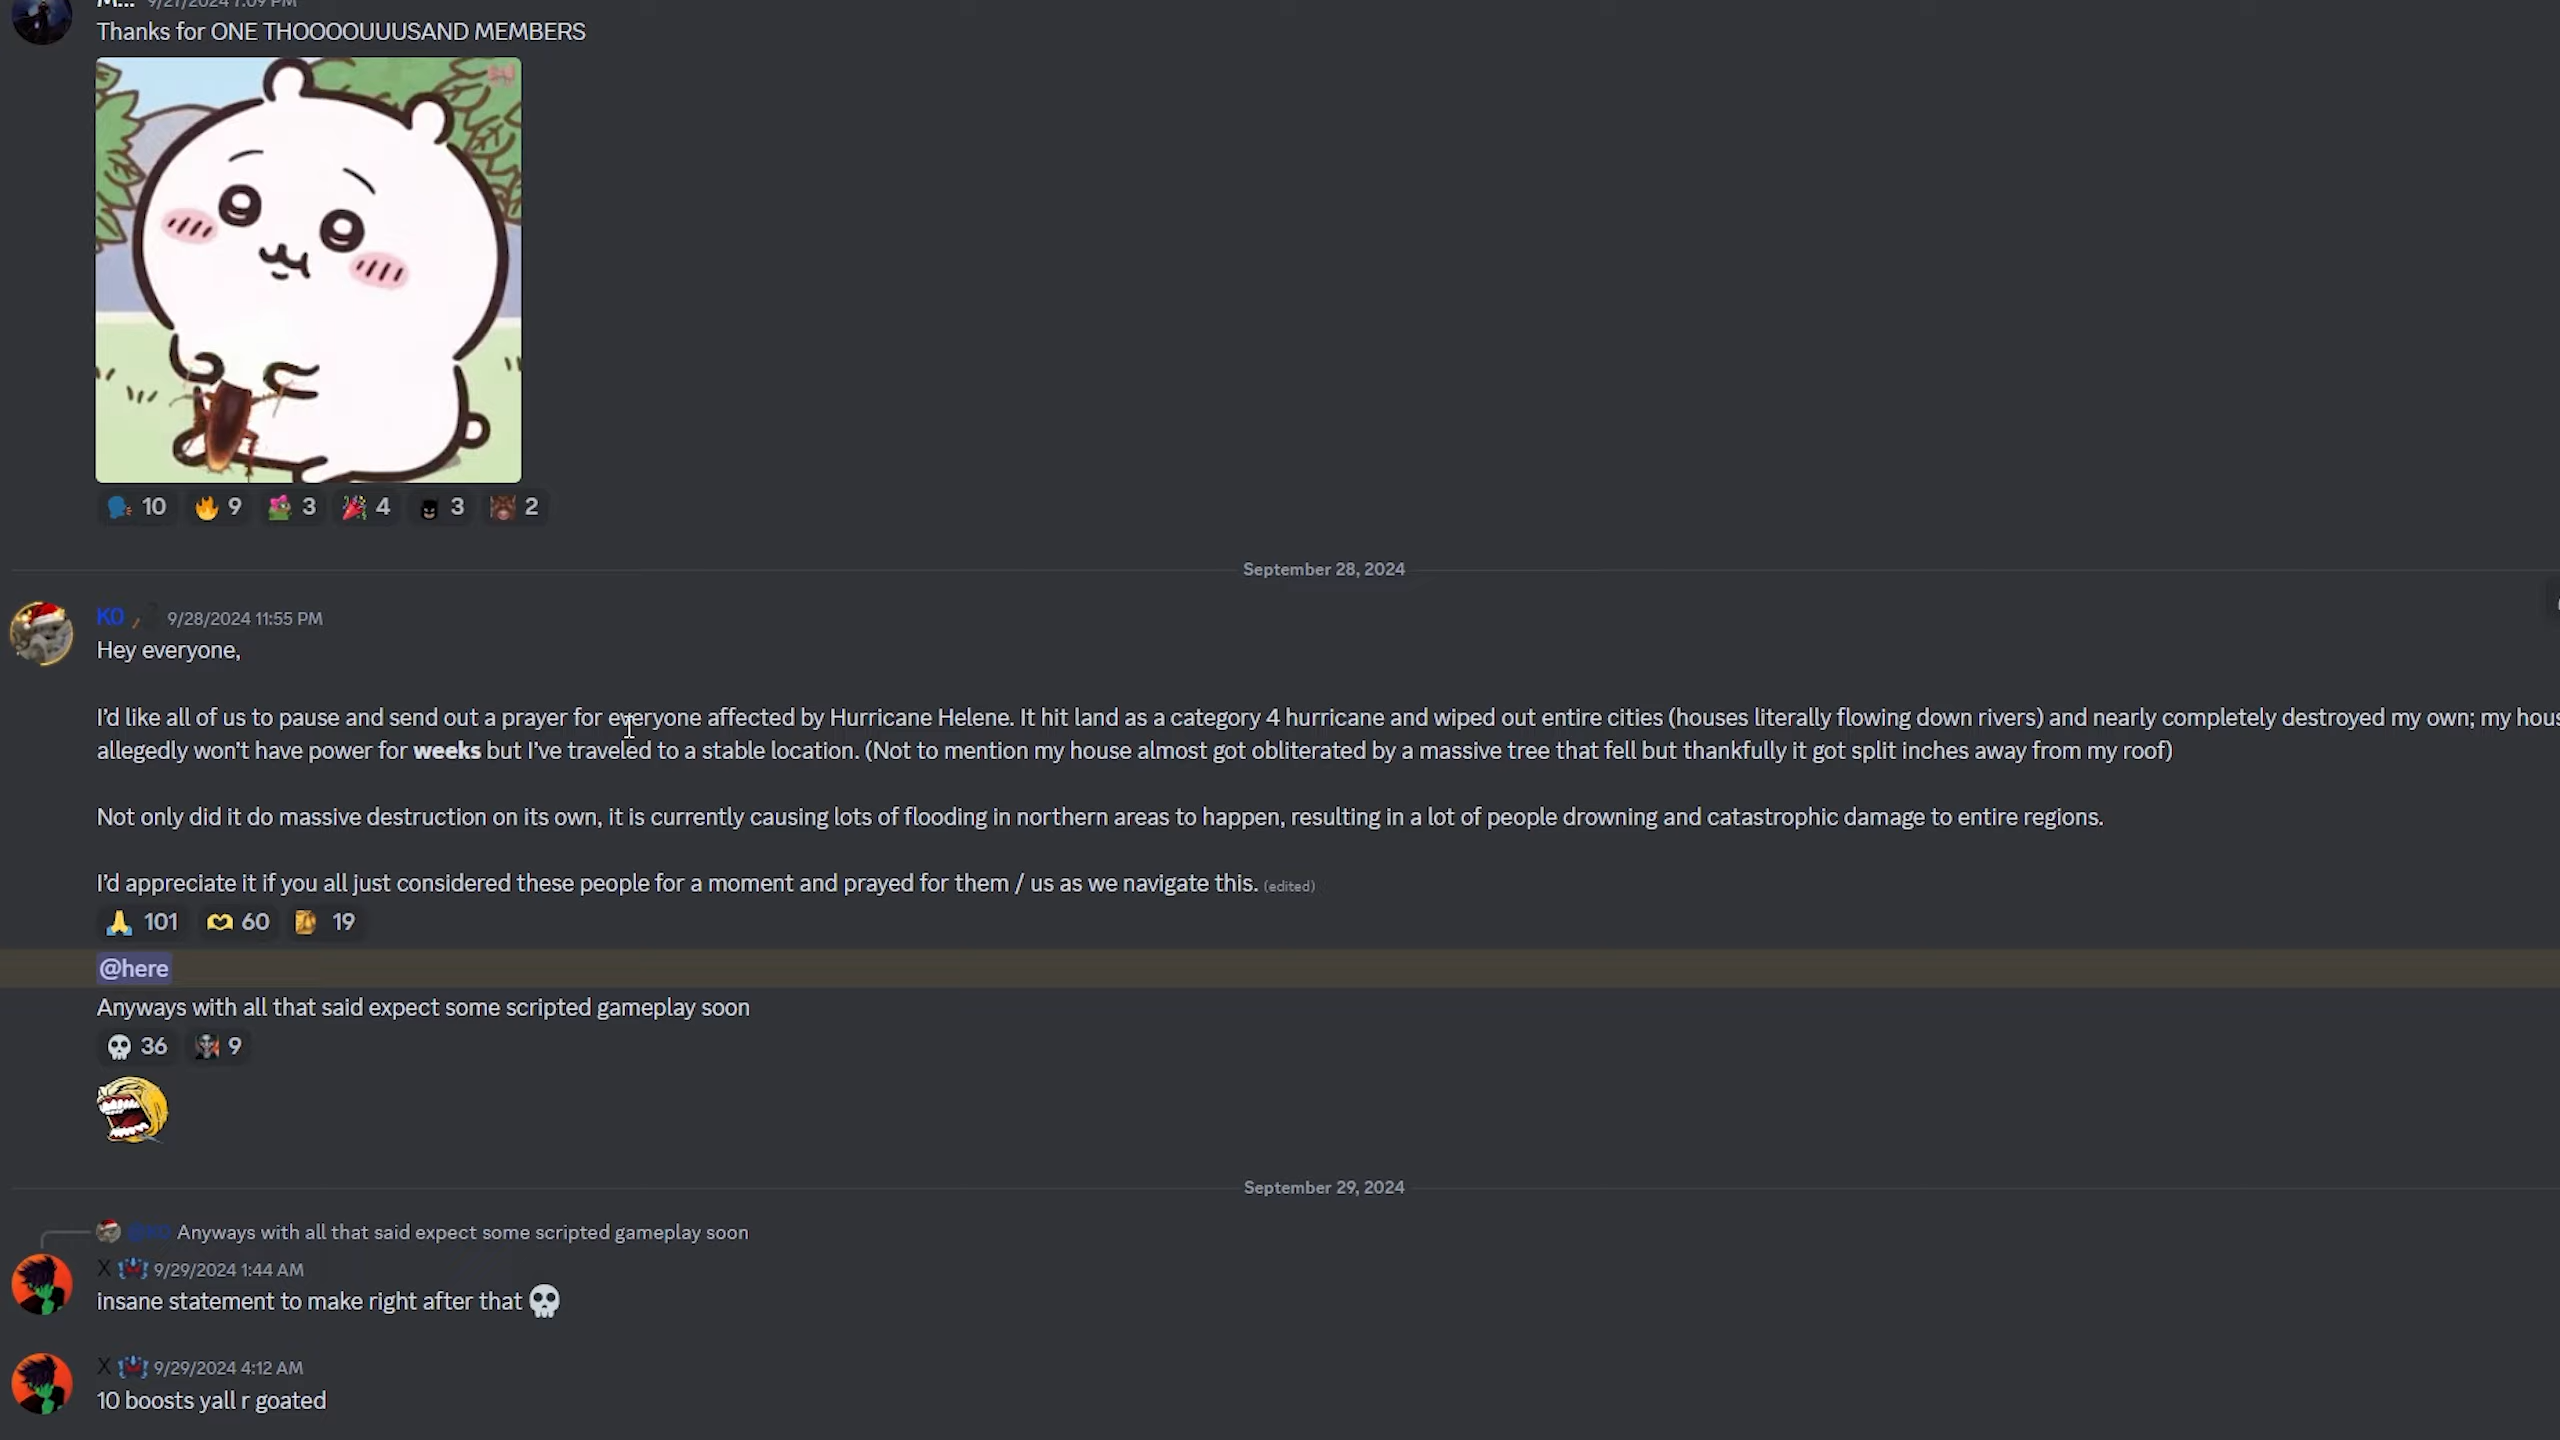 M... 9/27/2024 7:09 PM
Thanks for ONE THOOOOUUUSAND MEMBERS
10 9 3 4 3 2
September 28, 2024
KO 9/28/2024 11:55 PM
Hey everyone,
I'd like all of us to pause and send out a prayer for everyone affected by Hurricane Helene. It hit land as a category 4 hurricane and wiped out entire cities (houses literally flowing down rivers) and nearly completely destroyed my own; my hous
allegedly won't have power for weeks but I've traveled to a stable location. (Not to mention my house almost got obliterated by a massive tree that fell but thankfully it got split inches away from my roof)
Not only did it do massive destruction on its own, it is currently causing lots of flooding in northern areas to happen, resulting in a lot of people drowning and catastrophic damage to entire regions.
I'd appreciate it if you all just considered these people for a moment and prayed for them / us as we navigate this. (edited)
101 60 19
@here
Anyways with all that said expect some scripted gameplay soon
36 9
September 29, 2024
@KO Anyways with all that said expect some scripted gameplay soon
X 9/29/2024 1:44 AM
insane statement to make right after that
X 9/29/2024 4:12 AM
10 boosts yall r goated